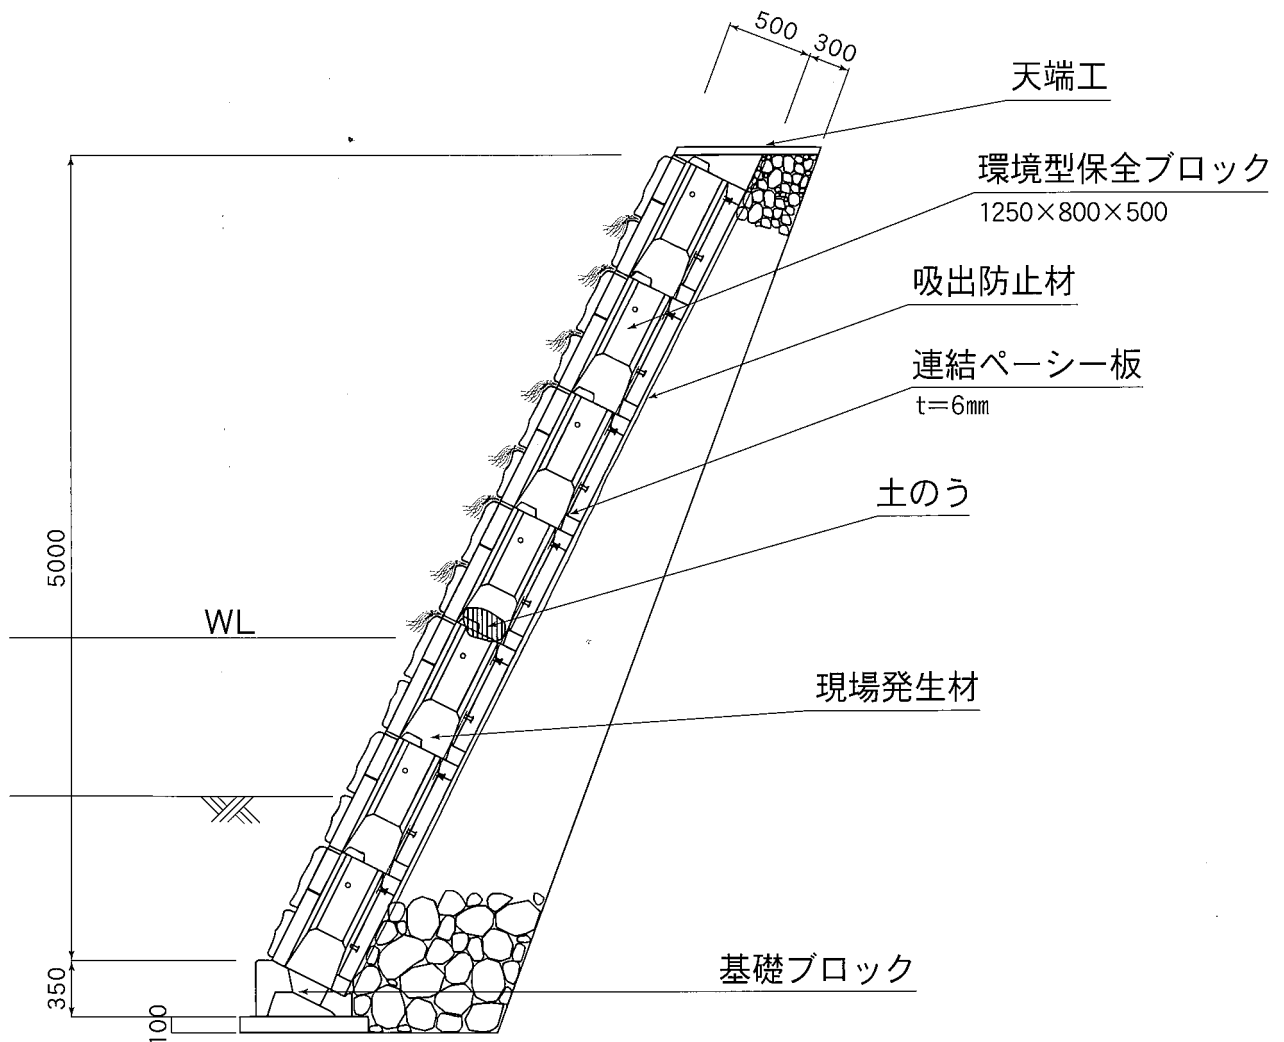 500
300
天端工
環境型保全ブロック
1250×800×500
吸出防止材
連結ペーシー板
t=6㎜
土のう
5000
WL
現場発生材
基礎ブロック
350
100